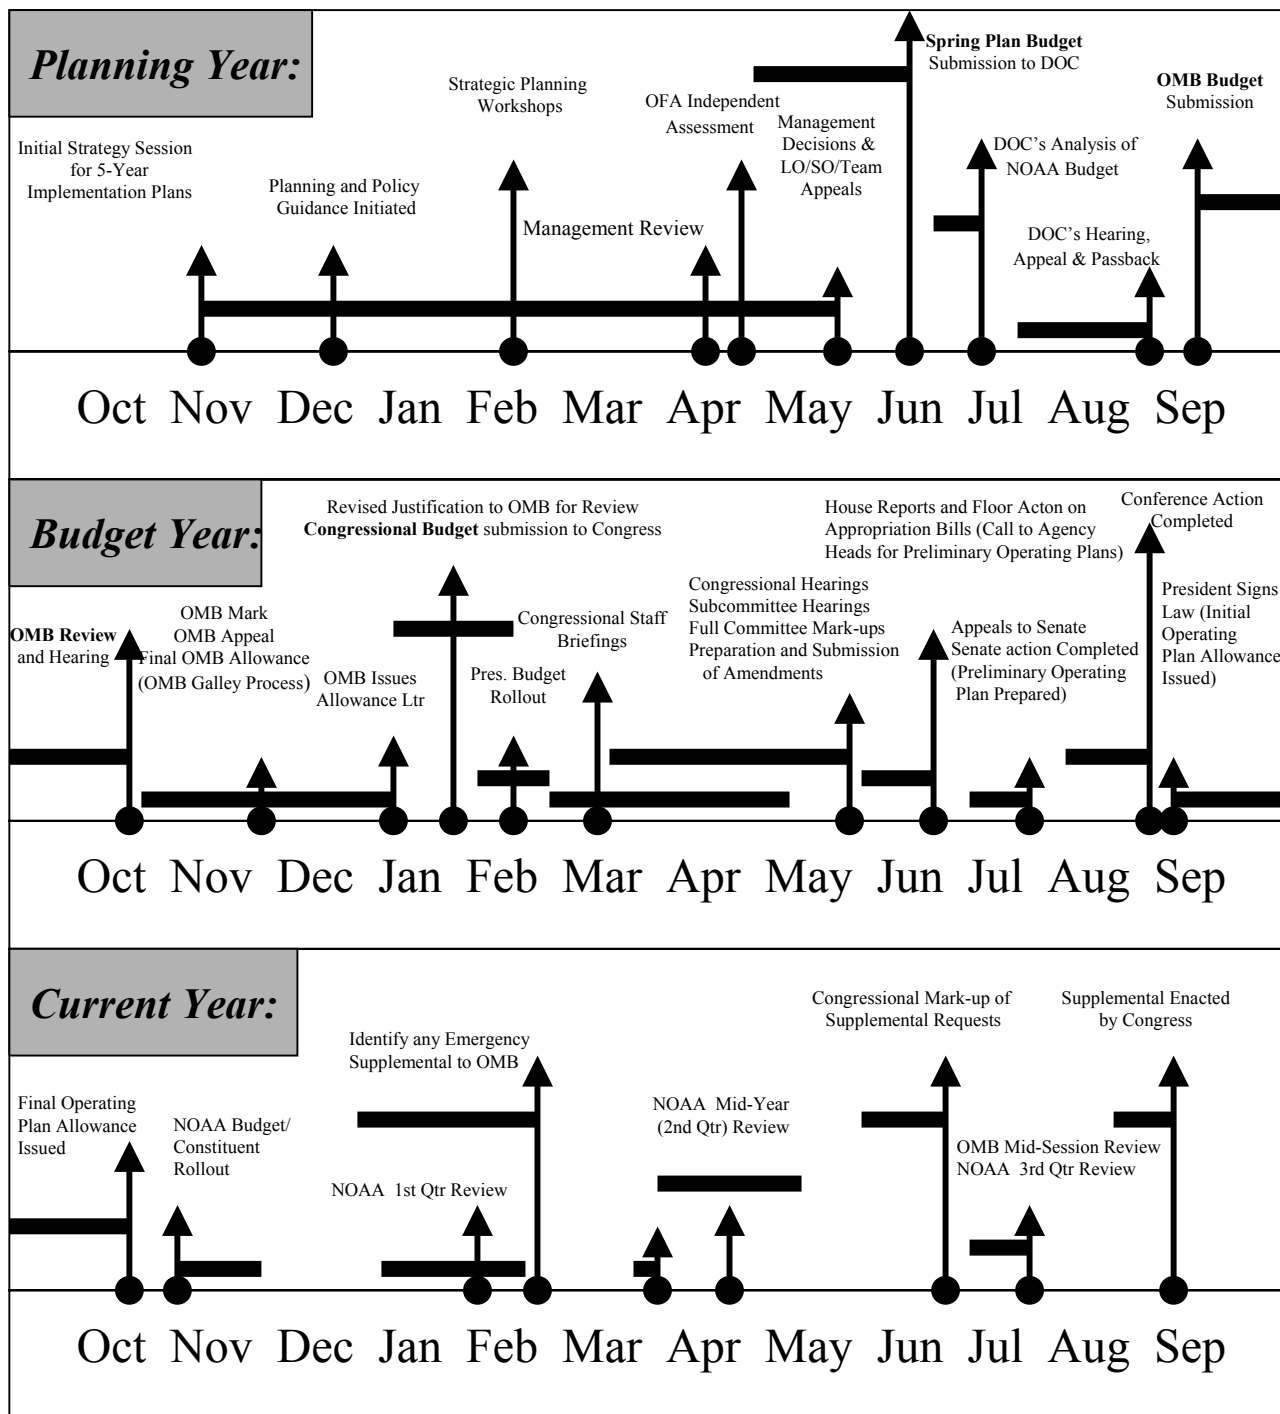 Planning Year:
Initial Strategy Session
for 5-Year
Implementation Plans
Planning and Policy
Guidance Initiated
Strategic Planning
Workshops
Management Review
OFA Independent
Assessment
Management
Decisions &
LO/SO/Team
Appeals
Spring Plan Budget
Submission to DOC
DOC's Analysis of
NOAA Budget
DOC's Hearing,
Appeal & Passback
OMB Budget
Submission
Oct Nov Dec Jan Feb Mar Apr May Jun Jul Aug Sep
Budget Year:
OMB Review
and Hearing
OMB Mark
OMB Appeal
Final OMB Allowance
(OMB Galley Process)
OMB Issues
Allowance Ltr
Revised Justification to OMB for Review
Congressional Budget submission to Congress
Pres. Budget
Rollout
Congressional Staff
Briefings
Congressional Hearings
Subcommittee Hearings
Full Committee Mark-ups
Preparation and Submission
of Amendments
House Reports and Floor Acton on
Appropriation Bills (Call to Agency
Heads for Preliminary Operating Plans)
Appeals to Senate
Senate action Completed
(Preliminary Operating
Plan Prepared)
Conference Action
Completed
President Signs
Law (Initial
Operating
Plan Allowance
Issued)
Oct Nov Dec Jan Feb Mar Apr May Jun Jul Aug Sep
Current Year:
Final Operating
Plan Allowance
Issued
NOAA Budget/
Constituent
Rollout
Identify any Emergency
Supplemental to OMB
NOAA 1st Qtr Review
NOAA Mid-Year
(2nd Qtr) Review
Congressional Mark-up of
Supplemental Requests
OMB Mid-Session Review
NOAA 3rd Qtr Review
Supplemental Enacted
by Congress
Oct Nov Dec Jan Feb Mar Apr May Jun Jul Aug Sep